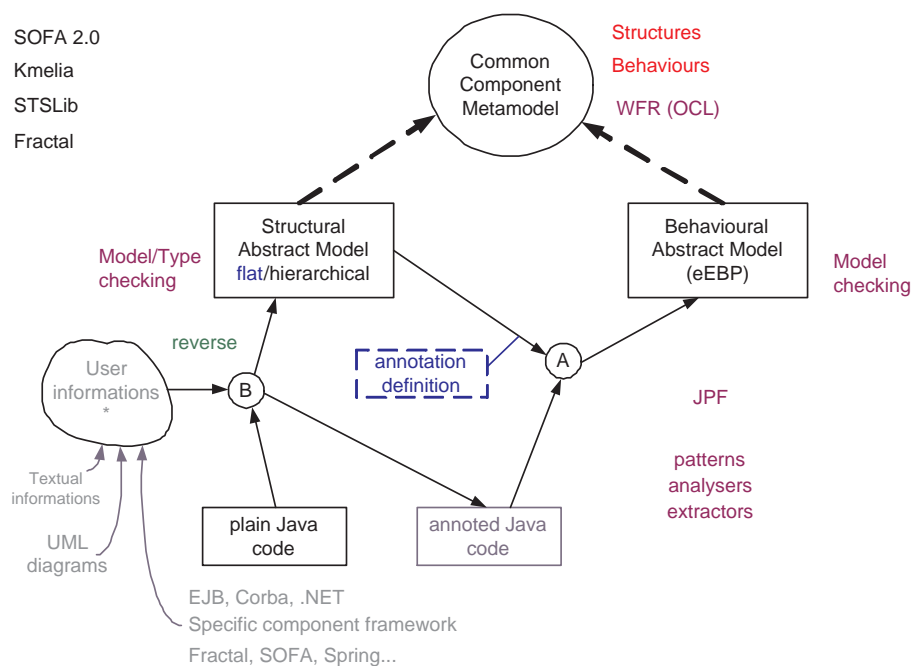 SOFA 2.0
Kmelia
STSLib
Fractal
Common
Component
Metamodel
Structures
Behaviours
WFR (OCL)
Structural
Abstract Model
flat/hierarchical
Behavioural
Abstract Model
(eEBP)
Model/Type
checking
Model
checking
reverse
User
informations
*
B
annotation
definition
A
JPF
Textual
informations
patterns
analysers
extractors
plain Java
code
annoted Java
code
UML
diagrams
EJB, Corba, .NET
Specific component framework
Fractal, SOFA, Spring...